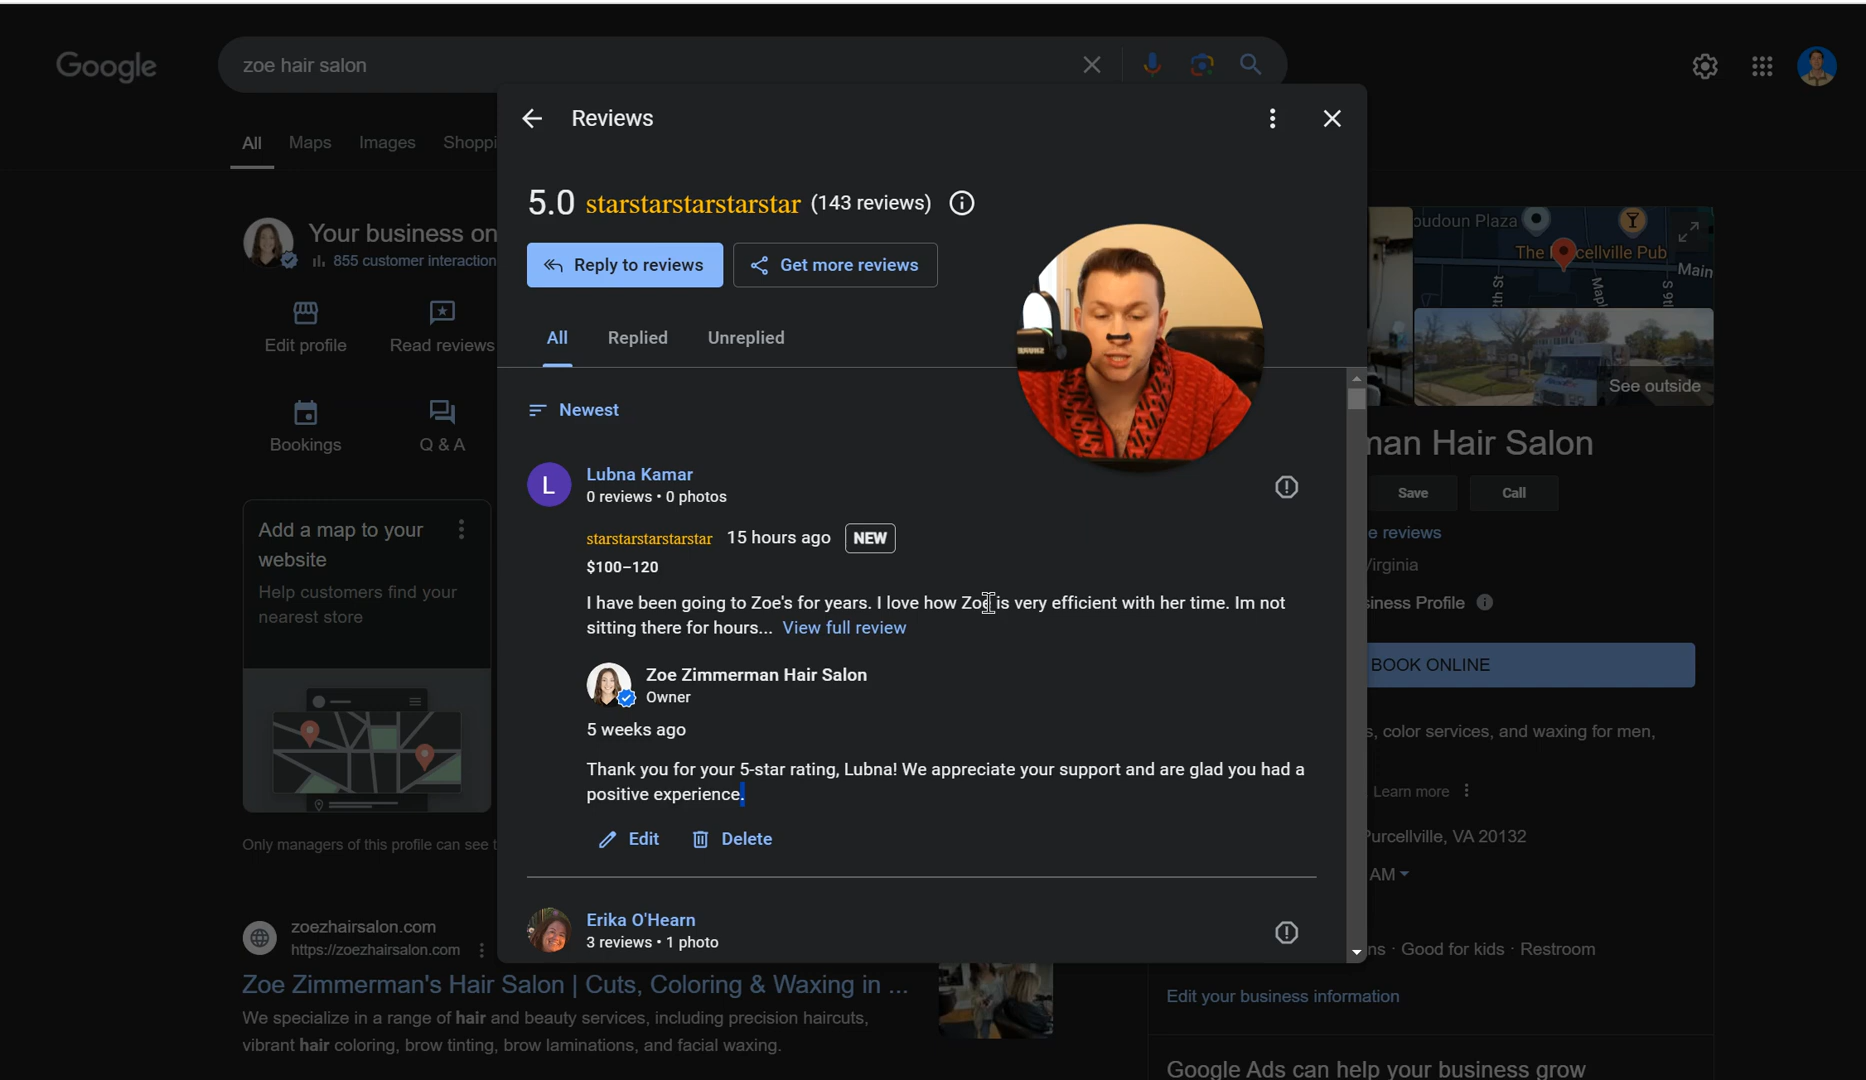 Google
zoe hair salon
All
Maps
Images
Shoppi
Reviews
5.0 starstarstarstarstar (143 reviews)
Reply to reviews
Get more reviews
All
Replied
Unreplied
Newest
L
Lubna Kamar
0 reviews • 0 photos
starstarstarstarstar 15 hours ago NEW
$100–120
I have been going to Zoe's for years. I love how Zoe is very efficient with her time. Im not
sitting there for hours... View full review
Zoe Zimmerman Hair Salon
Owner
5 weeks ago
Thank you for your 5-star rating, Lubna! We appreciate your support and are glad you had a
positive experience.
Edit
Delete
Erika O'Hearn
3 reviews • 1 photo
Your business on
855 customer interaction
Edit profile
Read reviews
Bookings
Q & A
Add a map to your
website
Help customers find your
nearest store
Only managers of this profile can see t
zoezhairsalon.com
https://zoezhairsalon.com
Zoe Zimmerman's Hair Salon | Cuts, Coloring & Waxing in ...
We specialize in a range of hair and beauty services, including precision haircuts,
vibrant hair coloring, brow tinting, brow laminations, and facial waxing.
oudoun Plaza
cellville Pub
Main
See outside
man Hair Salon
Save
Call
e reviews
Virginia
siness Profile
BOOK ONLINE
s, color services, and waxing for men,
Learn more
Purcellville, VA 20132
AM
ns · Good for kids · Restroom
Edit your business information
Google Ads can help your business grow